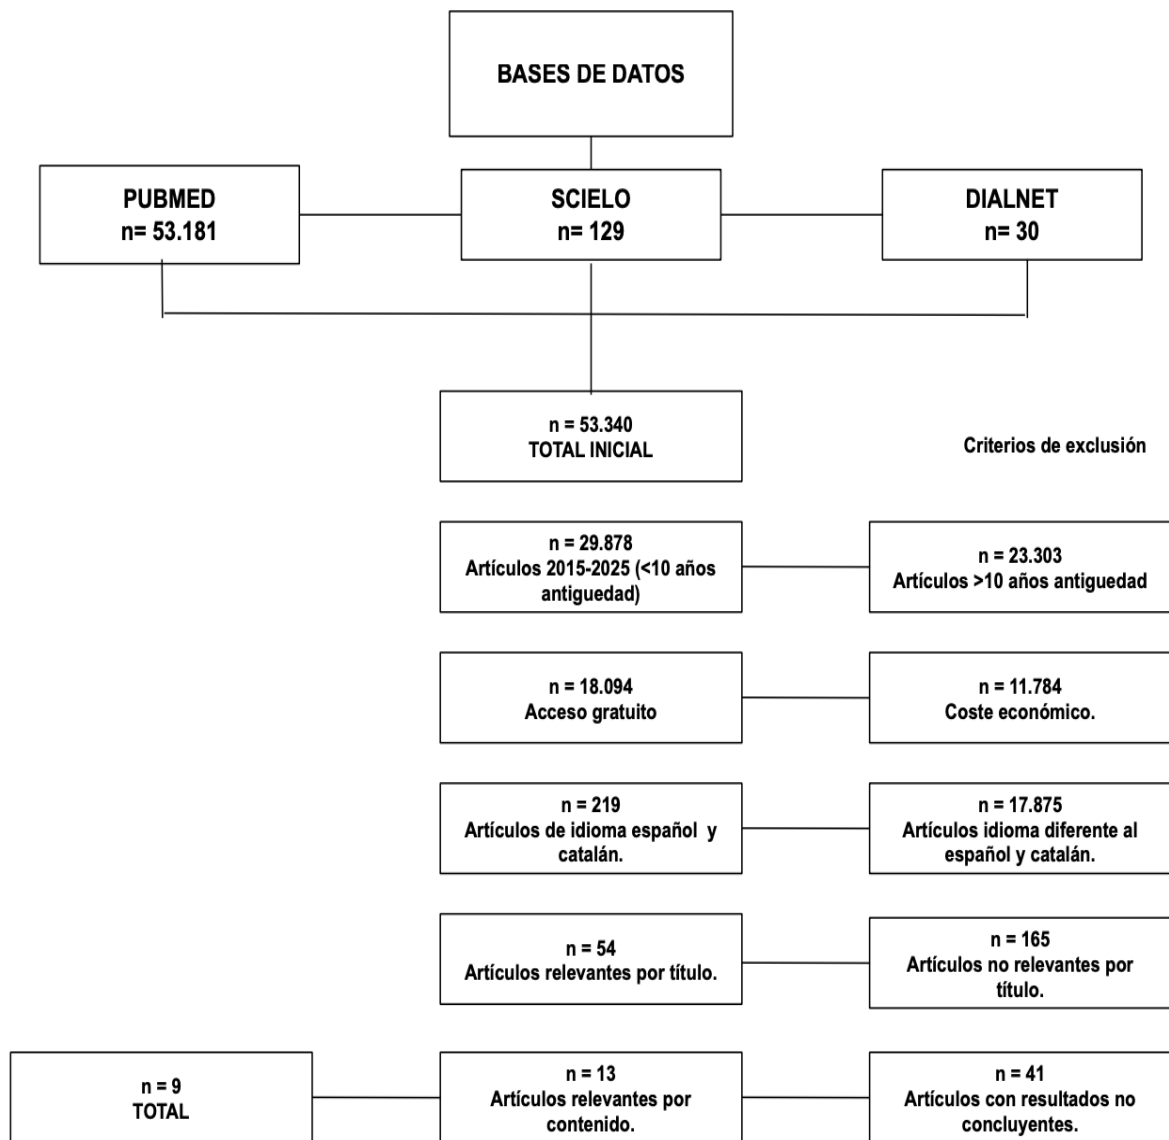 BASES DE DATOS
PUBMED
n= 53.181
SCIELO
n= 129
DIALNET
n= 30
n = 53.340
TOTAL INICIAL
Criterios de exclusión
n = 29.878
Artículos 2015-2025 (<10 años
antiguedad)
n = 23.303
Artículos >10 años antiguedad
n = 18.094
Acceso gratuito
n = 11.784
Coste económico.
n = 219
Artículos de idioma español y
catalán.
n = 17.875
Artículos idioma diferente al
español y catalán.
n = 54
Artículos relevantes por título.
n = 165
Artículos no relevantes por
título.
n = 9
TOTAL
n = 13
Artículos relevantes por
contenido.
n = 41
Artículos con resultados no
concluyentes.